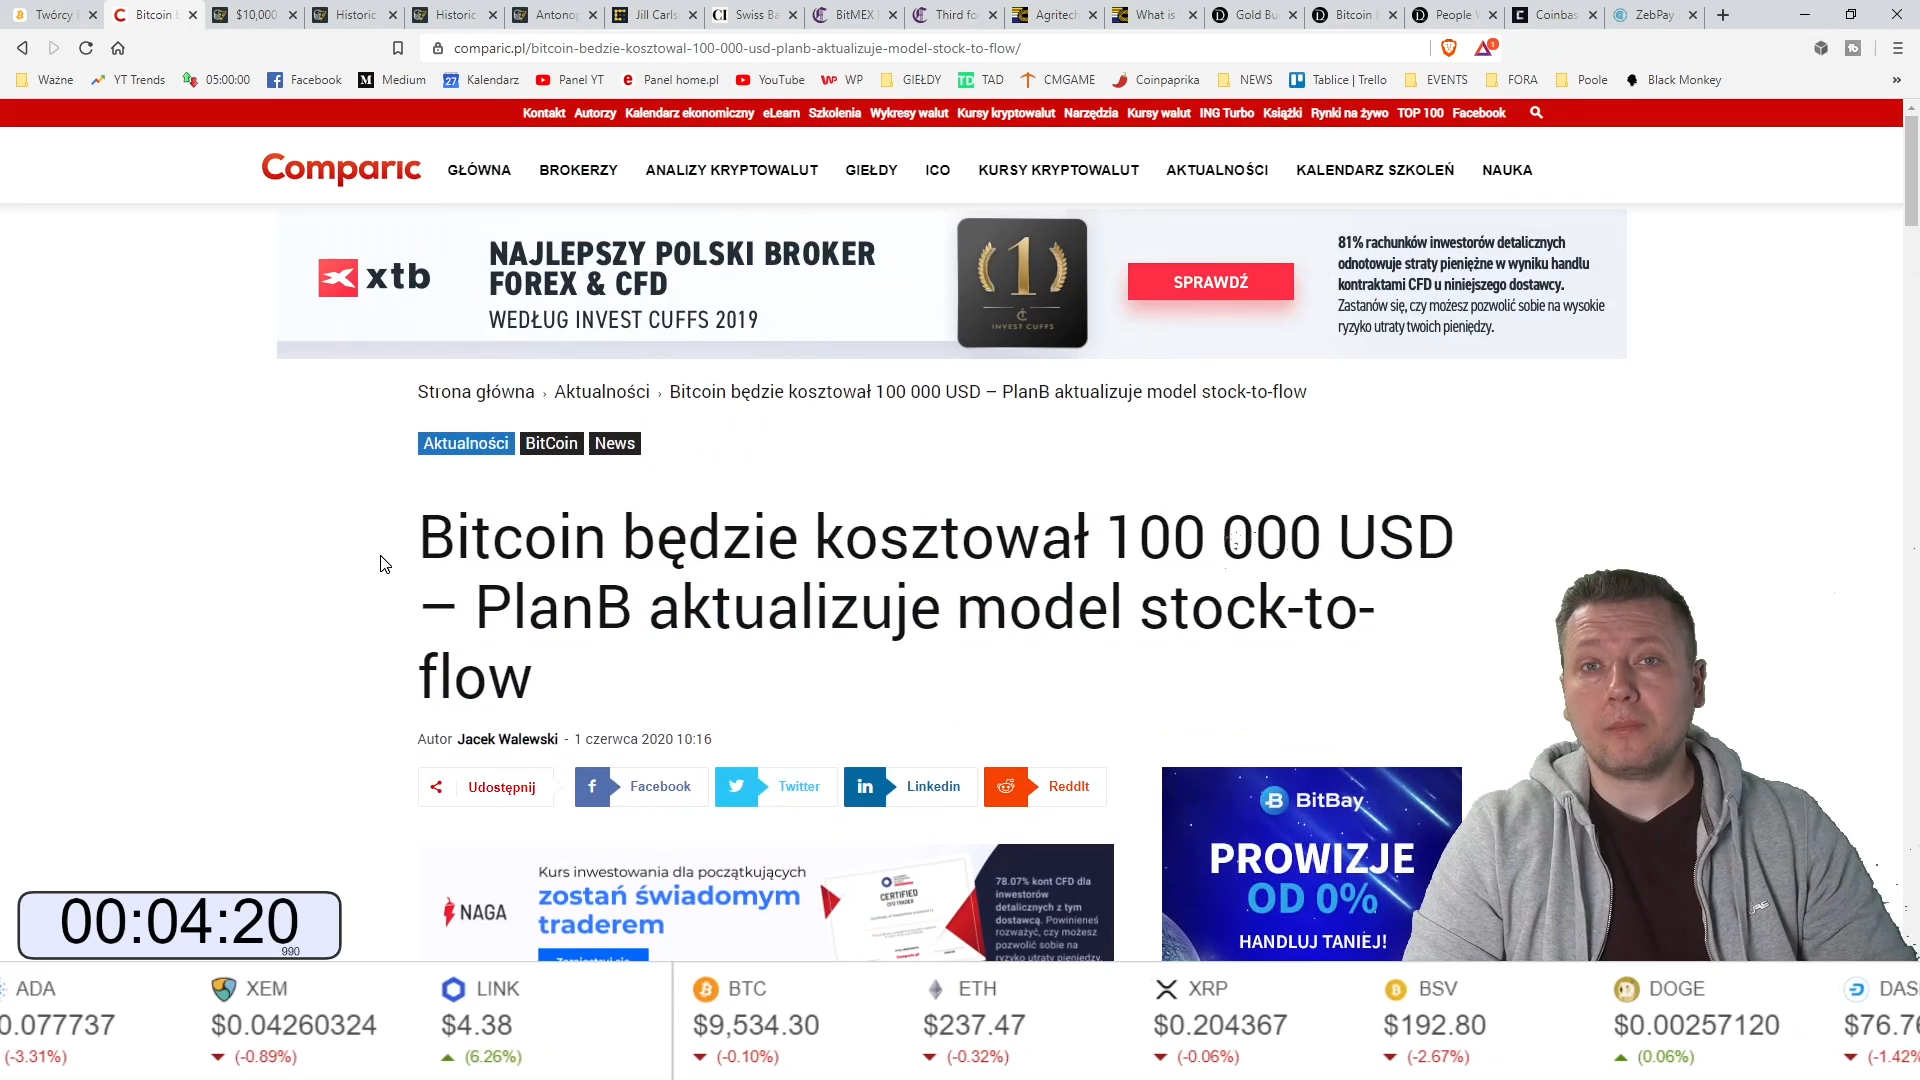 Twórcy
Bitcoin b
$10,000
Historic
Historic
Antonop
Jill Carls
Swiss Ba
BitMEX
Third fo
Agritech
What is
Gold Bu
Bitcoin
People V
Coinbas
ZebPay
comparic.pl/bitcoin-bedzie-kosztowal-100-000-usd-planb-aktualizuje-model-stock-to-flow/
Ważne
YT Trends
05:00:00
Facebook
Medium
Kalendarz
Panel YT
Panel home.pl
YouTube
WP
GIEŁDY
TAD
CMGAME
Coinpaprika
NEWS
Tablice | Trello
EVENTS
FORA
Poole
Black Monkey
Kontakt Autorzy Kalendarz ekonomiczny eLearn Szkolenia Wykresy walut Kursy kryptowalut Narzędzia Kursy walut ING Turbo Książki Rynki na żywo TOP 100 Facebook
Comparic
GŁÓWNA BROKERZY ANALIZY KRYPTOWALUT GIEŁDY ICO KURSY KRYPTOWALUT AKTUALNOŚCI KALENDARZ SZKOLEŃ NAUKA
xtb
NAJLEPSZY POLSKI BROKER
FOREX & CFD
WEDŁUG INVEST CUFFS 2019
1
INVEST CUFFS
SPRAWDŹ
81% rachunków inwestorów detalicznych
odnotowuje straty pieniężne w wyniku handlu
kontraktami CFD u niniejszego dostawcy.
Zastanów się, czy możesz pozwolić sobie na wysokie
ryzyko utraty twoich pieniędzy.
Strona główna › Aktualności › Bitcoin będzie kosztował 100 000 USD – PlanB aktualizuje model stock-to-flow
Aktualności BitCoin News
Bitcoin będzie kosztował 100 000 USD
– PlanB aktualizuje model stock-to-
flow
Autor Jacek Walewski - 1 czerwca 2020 10:16
Udostępnij
Facebook
Twitter
Linkedin
ReddIt
NAGA
Kurs inwestowania dla początkujących
zostań świadomym
traderem
CERTIFIED
78.07% kont CFD dla
inwestorów
detalicznych z tym
dostawcą. Powinieneś
rozważyć, czy możesz
pozwolić sobie na
ryzyko utraty pieniędzy.
BitBay
PROWIZJE
OD 0%
HANDLUJ TANIEJ!
00:04:20
990
ADA
0.077737
(-3.31%)
XEM
$0.04260324
(-0.89%)
LINK
$4.38
(6.26%)
BTC
$9,534.30
(-0.10%)
ETH
$237.47
(-0.32%)
XRP
$0.204367
(-0.06%)
BSV
$192.80
(-2.67%)
DOGE
$0.00257120
(0.06%)
DAS
$76.7
(-1.42%